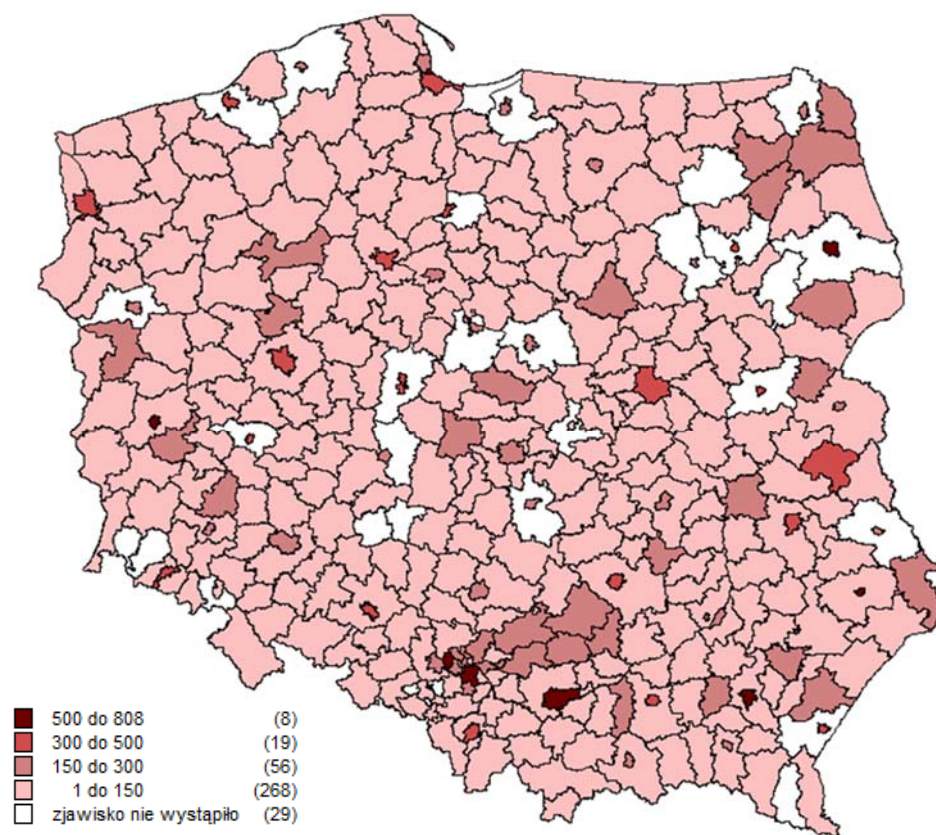 500 do 808 (8)
300 do 500 (19)
150 do 300 (56)
1 do 150 (268)
zjawisko nie wystąpiło (29)